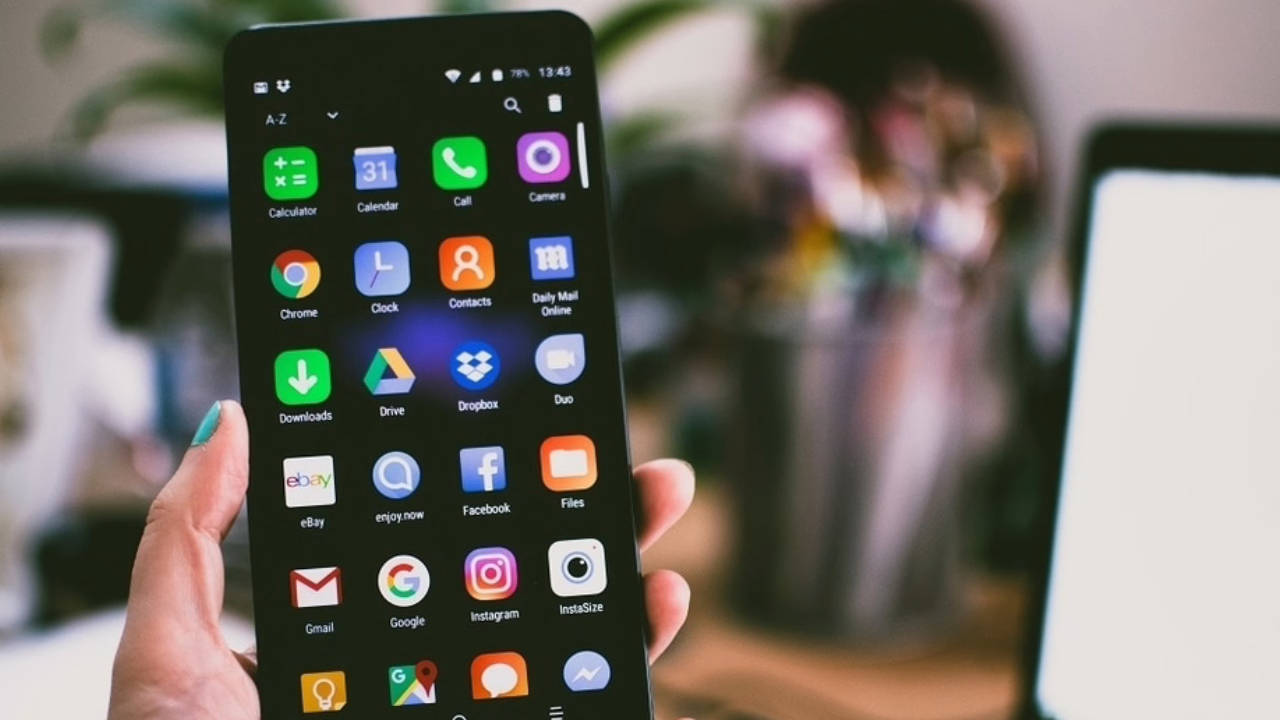 78% 13:43
A-Z
Calculator
31
Calendar
Call
Camera
Chrome
Clock
Contacts
m
Daily Mail
Online
Downloads
Drive
Dropbox
Duo
ebay
eBay
enjoy.now
f
Facebook
Files
Gmail
G
Google
Instagram
InstaSize
G